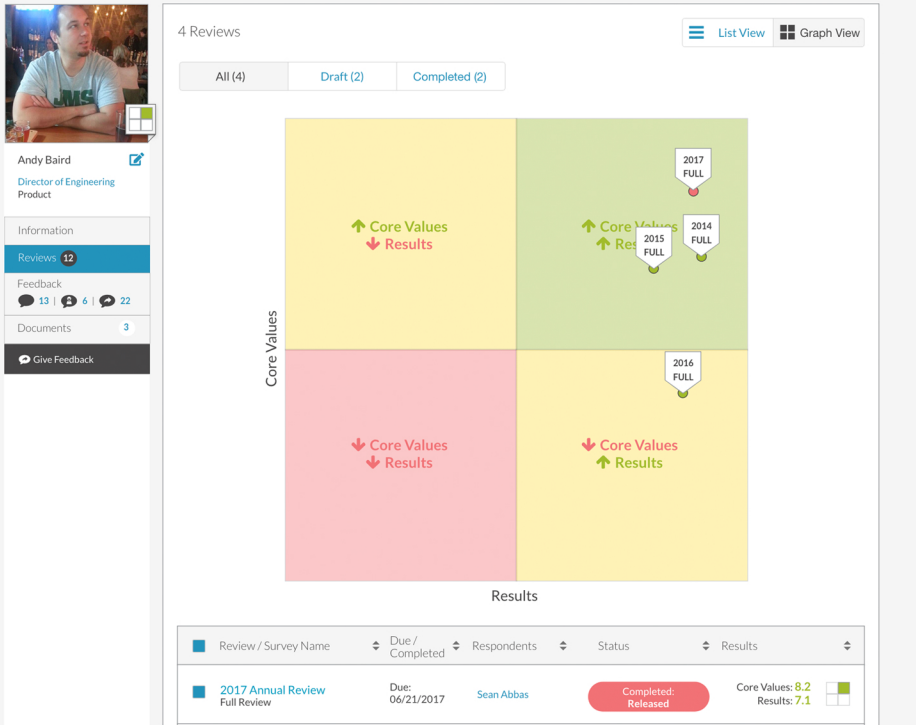 4 Reviews
List View
Graph View
All (4)
Draft (2)
Completed (2)
Andy Baird
Director of Engineering
Product
Information
Reviews 12
Feedback
13 | 6 | 22
Documents 3
Give Feedback
Core Values
Core Values
Results
Core Values
Results
2017
FULL
2014
FULL
2015
FULL
2016
FULL
Core Values
Results
Core Values
Results
Results
Review / Survey Name
Due /
Completed
Respondents
Status
Results
2017 Annual Review
Full Review
Due:
06/21/2017
Sean Abbas
Completed:
Released
Core Values: 8.2
Results: 7.1